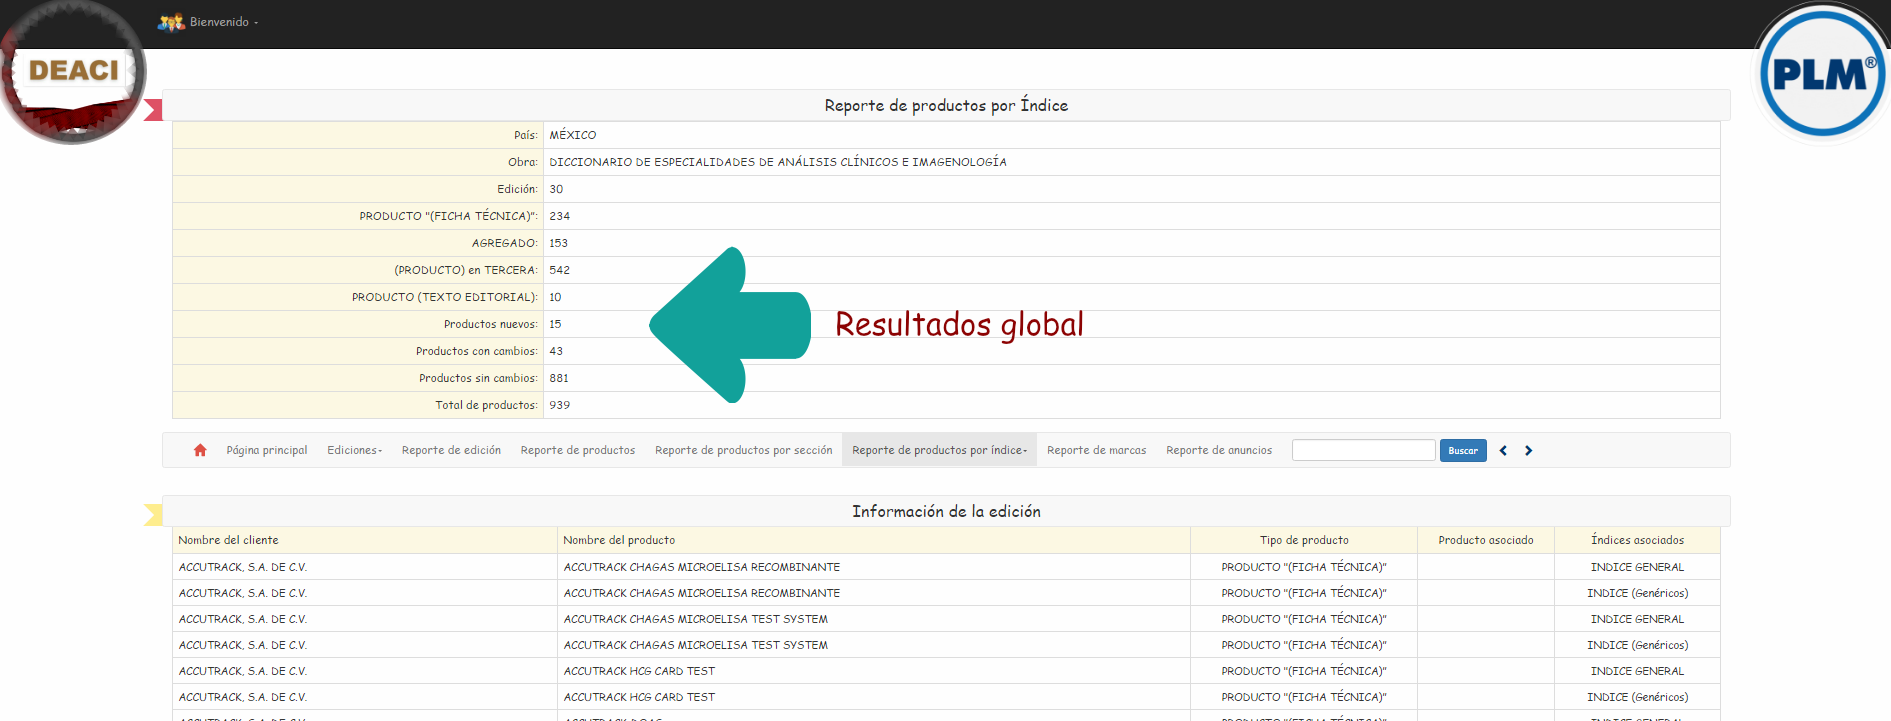 Bienvenido
DEACI
PLM®
Reporte de productos por Índice
País: MÉXICO
Obra: DICCIONARIO DE ESPECIALIDADES DE ANÁLISIS CLÍNICOS E IMAGENOLOGÍA
Edición: 30
PRODUCTO "(FICHA TÉCNICA)": 234
AGREGADO: 153
(PRODUCTO) en TERCERA: 542
PRODUCTO (TEXTO EDITORIAL): 10
Productos nuevos: 15
Productos con cambios: 43
Productos sin cambios: 881
Total de productos: 939
Resultados global
Página principal Ediciones Reporte de edición Reporte de productos Reporte de productos por sección Reporte de productos por índice Reporte de marcas Reporte de anuncios Buscar
Información de la edición
Nombre del cliente Nombre del producto Tipo de producto Producto asociado Índices asociados
ACCUTRACK, S.A. DE C.V. ACCUTRACK CHAGAS MICROELISA RECOMBINANTE PRODUCTO "(FICHA TÉCNICA)" INDICE GENERAL
ACCUTRACK, S.A. DE C.V. ACCUTRACK CHAGAS MICROELISA RECOMBINANTE PRODUCTO "(FICHA TÉCNICA)" INDICE (Genéricos)
ACCUTRACK, S.A. DE C.V. ACCUTRACK CHAGAS MICROELISA TEST SYSTEM PRODUCTO "(FICHA TÉCNICA)" INDICE GENERAL
ACCUTRACK, S.A. DE C.V. ACCUTRACK CHAGAS MICROELISA TEST SYSTEM PRODUCTO "(FICHA TÉCNICA)" INDICE (Genéricos)
ACCUTRACK, S.A. DE C.V. ACCUTRACK HCG CARD TEST PRODUCTO "(FICHA TÉCNICA)" INDICE GENERAL
ACCUTRACK, S.A. DE C.V. ACCUTRACK HCG CARD TEST PRODUCTO "(FICHA TÉCNICA)" INDICE (Genéricos)